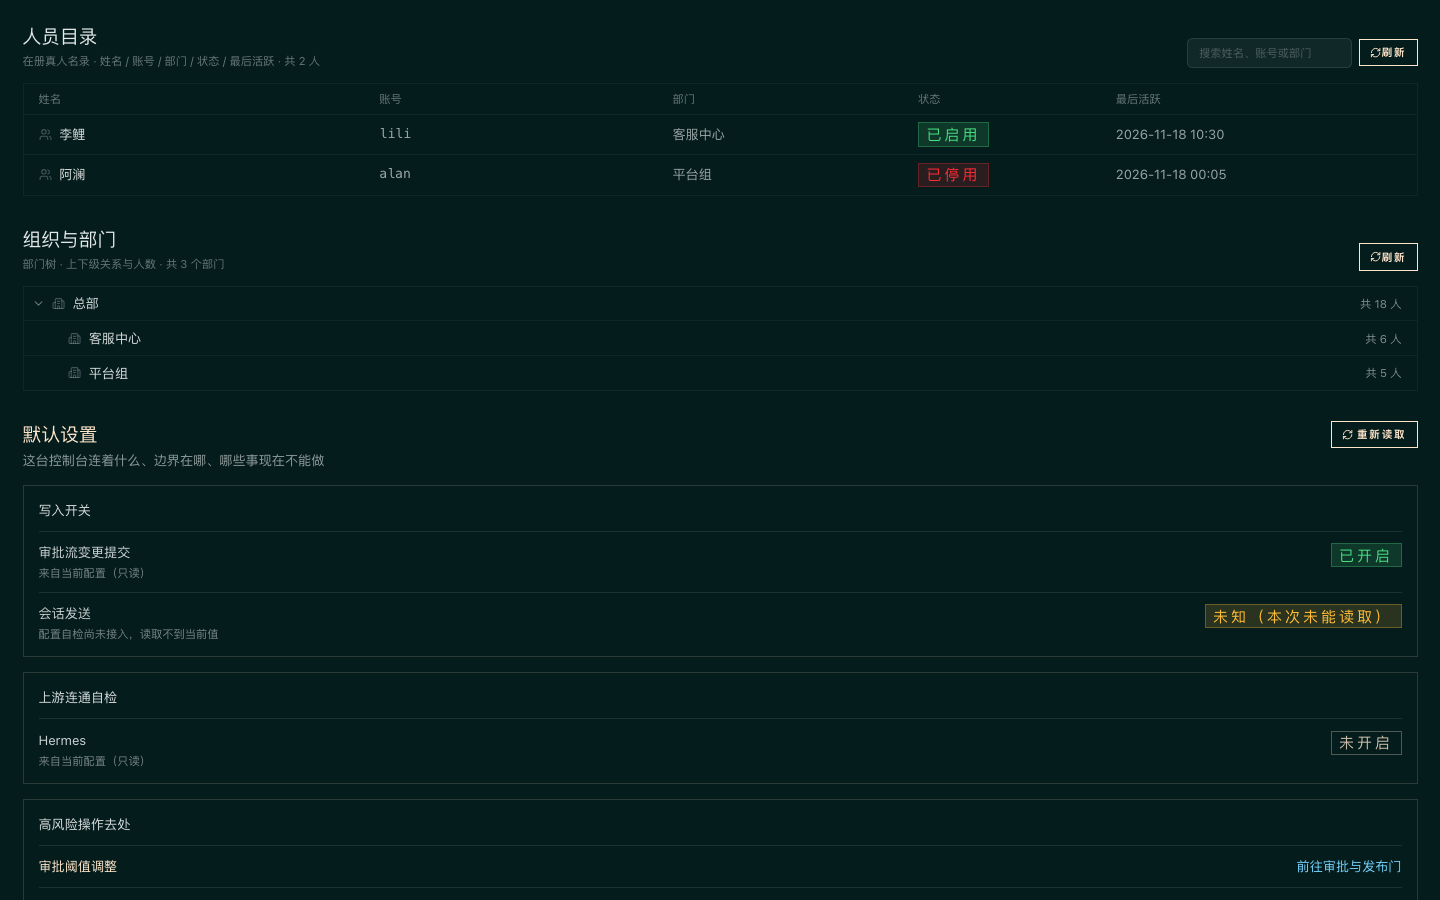 人员目录
在册真人名录 · 姓名 / 账号 / 部门 / 状态 / 最后活跃 · 共 2 人
搜索姓名、账号或部门
刷新
姓名 账号 部门 状态 最后活跃
李鲤 lili 客服中心 已启用 2026-11-18 10:30
阿澜 alan 平台组 已停用 2026-11-18 00:05
组织与部门
部门树 · 上下级关系与人数 · 共 3 个部门
刷新
总部 共 18 人
客服中心 共 6 人
平台组 共 5 人
默认设置
这台控制台连着什么、边界在哪、哪些事现在不能做
重新读取
写入开关
审批流变更提交
来自当前配置（只读）
已开启
会话发送
配置自检尚未接入，读取不到当前值
未知（本次未能读取）
上游连通自检
Hermes
来自当前配置（只读）
未开启
高风险操作去处
审批阈值调整 前往审批与发布门